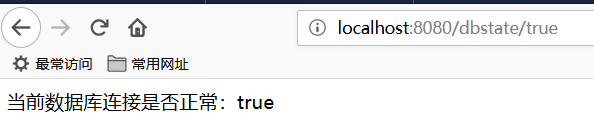 localhost:8080/dbstate/true
最常访问 常用网址
当前数据库连接是否正常：true